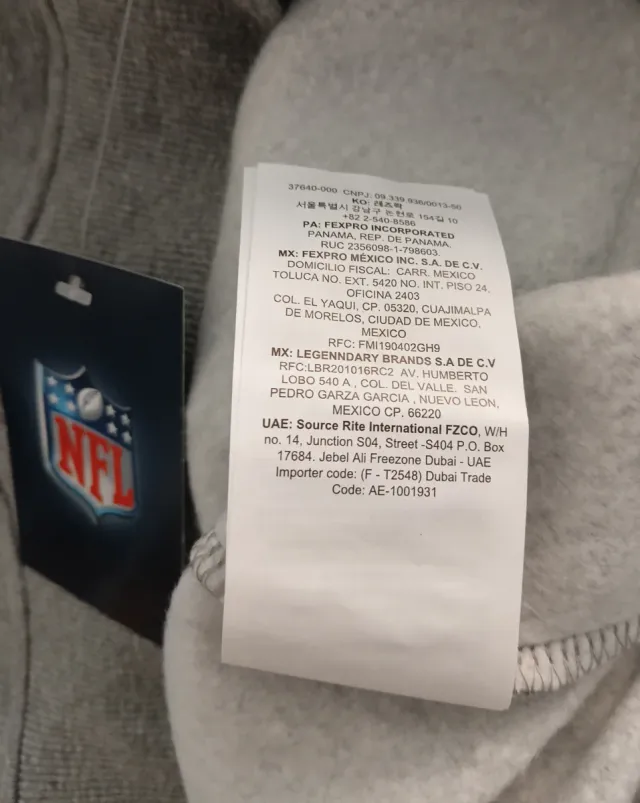 37640-000 CNPJ: 09.339.936/0013-50
KO: 레즈락
서울특별시 강남구 논현로 154길 10
+82 2-540-8586
PA: FEXPRO INCORPORATED
PANAMA, REP. DE PANAMA.
RUC 2356098-1-798603.
MX: FEXPRO MÉXICO INC. S.A. DE C.V.
DOMICILIO FISCAL: CARR. MEXICO
TOLUCA NO. EXT. 5420 NO. INT. PISO 24,
OFICINA 2403
COL. EL YAQUI, CP. 05320, CUAJIMALPA
DE MORELOS, CIUDAD DE MEXICO,
MEXICO
RFC: FMI190402GH9
MX: LEGENNDARY BRANDS S.A DE C.V
RFC:LBR201016RC2 AV. HUMBERTO
LOBO 540 A , COL. DEL VALLE. SAN
PEDRO GARZA GARCIA , NUEVO LEON,
MEXICO CP. 66220
UAE: Source Rite International FZCO, W/H
no. 14, Junction S04, Street -S404 P.O. Box
17684. Jebel Ali Freezone Dubai - UAE
Importer code: (F - T2548) Dubai Trade
Code: AE-1001931
NFL